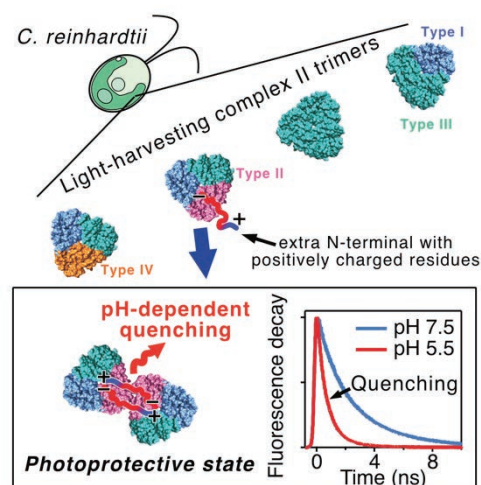 C. reinhardtii
Light-harvesting complex II trimers
Type I
Type III
Type II
−
+
extra N-terminal with
positively charged residues
Type IV
pH-dependent
quenching
+
−
−
+
Photoprotective state
Fluorescence decay
pH 7.5
pH 5.5
Quenching
0
4
8
Time (ns)